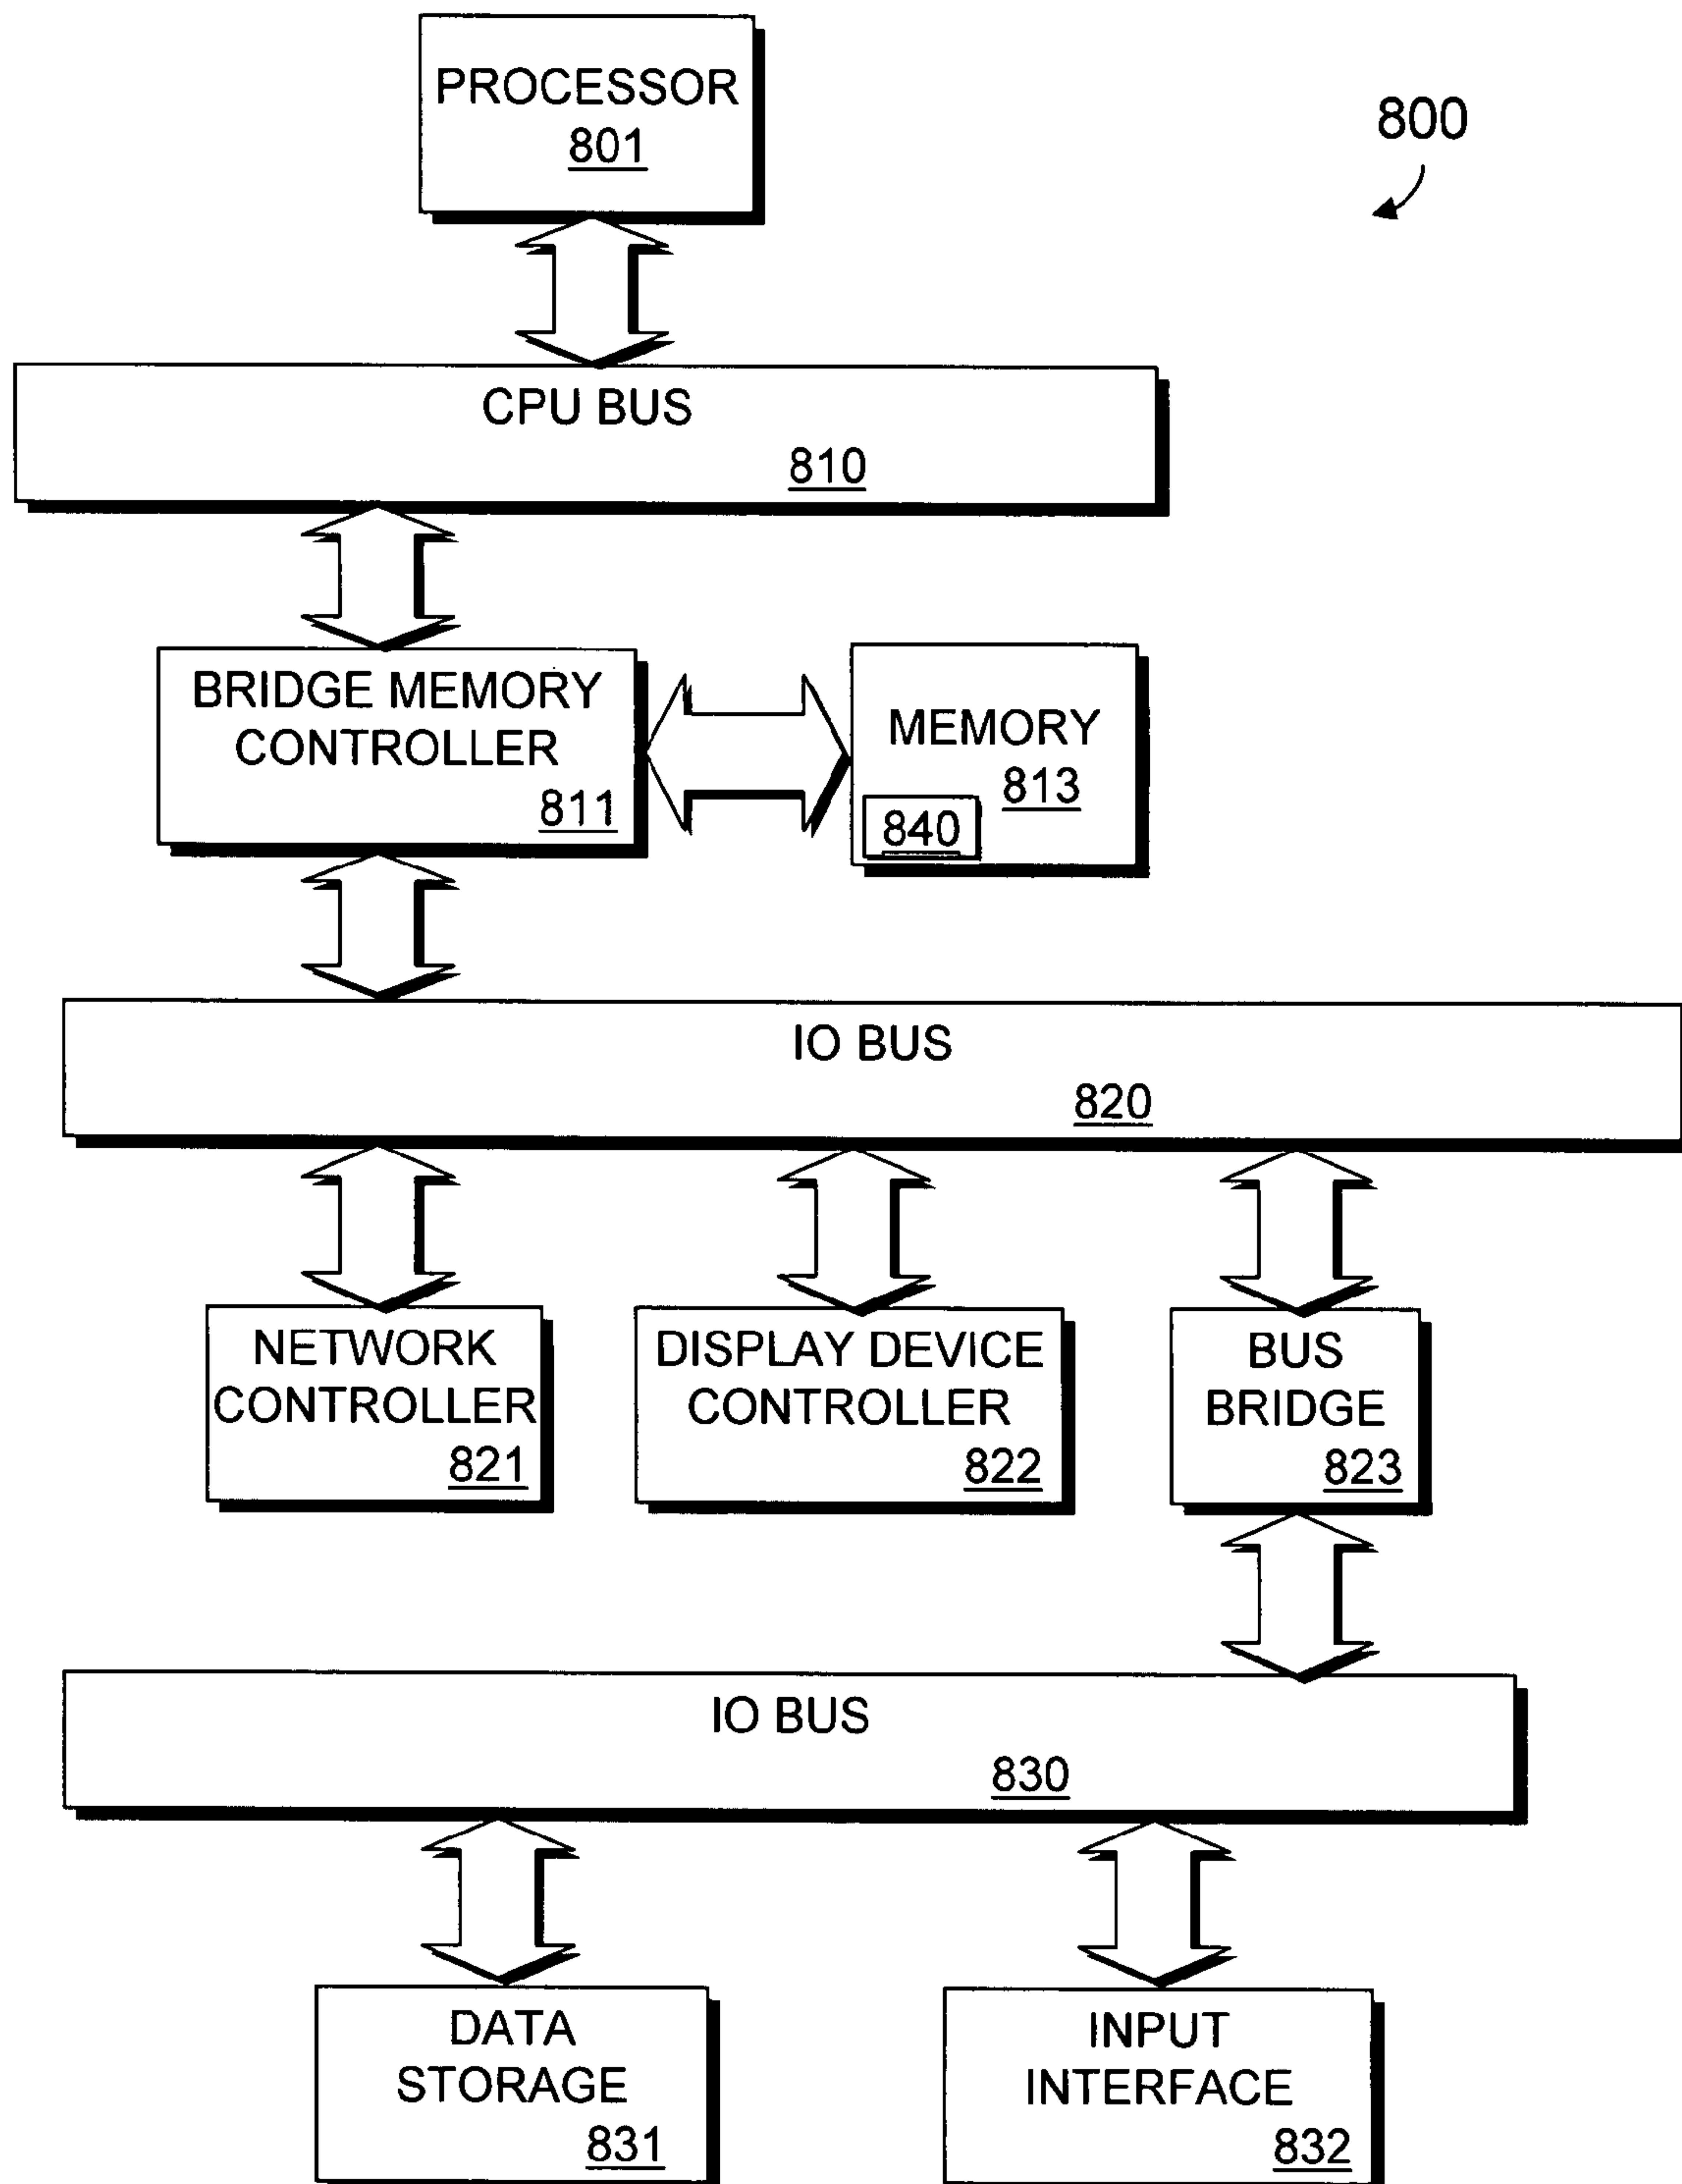 PROCESSOR
801
800
CPU BUS
810
BRIDGE MEMORY
CONTROLLER
811
MEMORY
813
840
IO BUS
820
NETWORK
CONTROLLER
821
DISPLAY DEVICE
CONTROLLER
822
BUS
BRIDGE
823
IO BUS
830
DATA
STORAGE
831
INPUT
INTERFACE
832